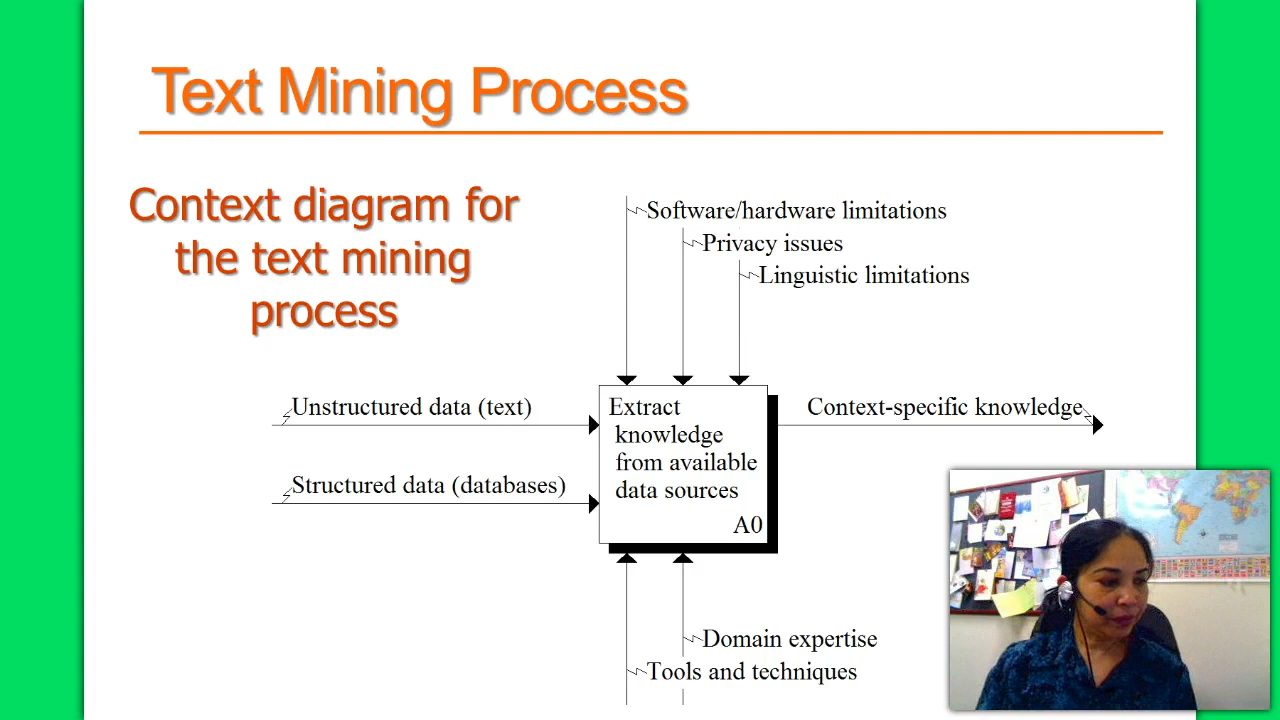 Text Mining Process
Context diagram for
the text mining
process
Software/hardware limitations
Privacy issues
Linguistic limitations
Unstructured data (text)
Structured data (databases)
Extract
knowledge
from available
data sources
A0
Context-specific knowledge
Domain expertise
Tools and techniques